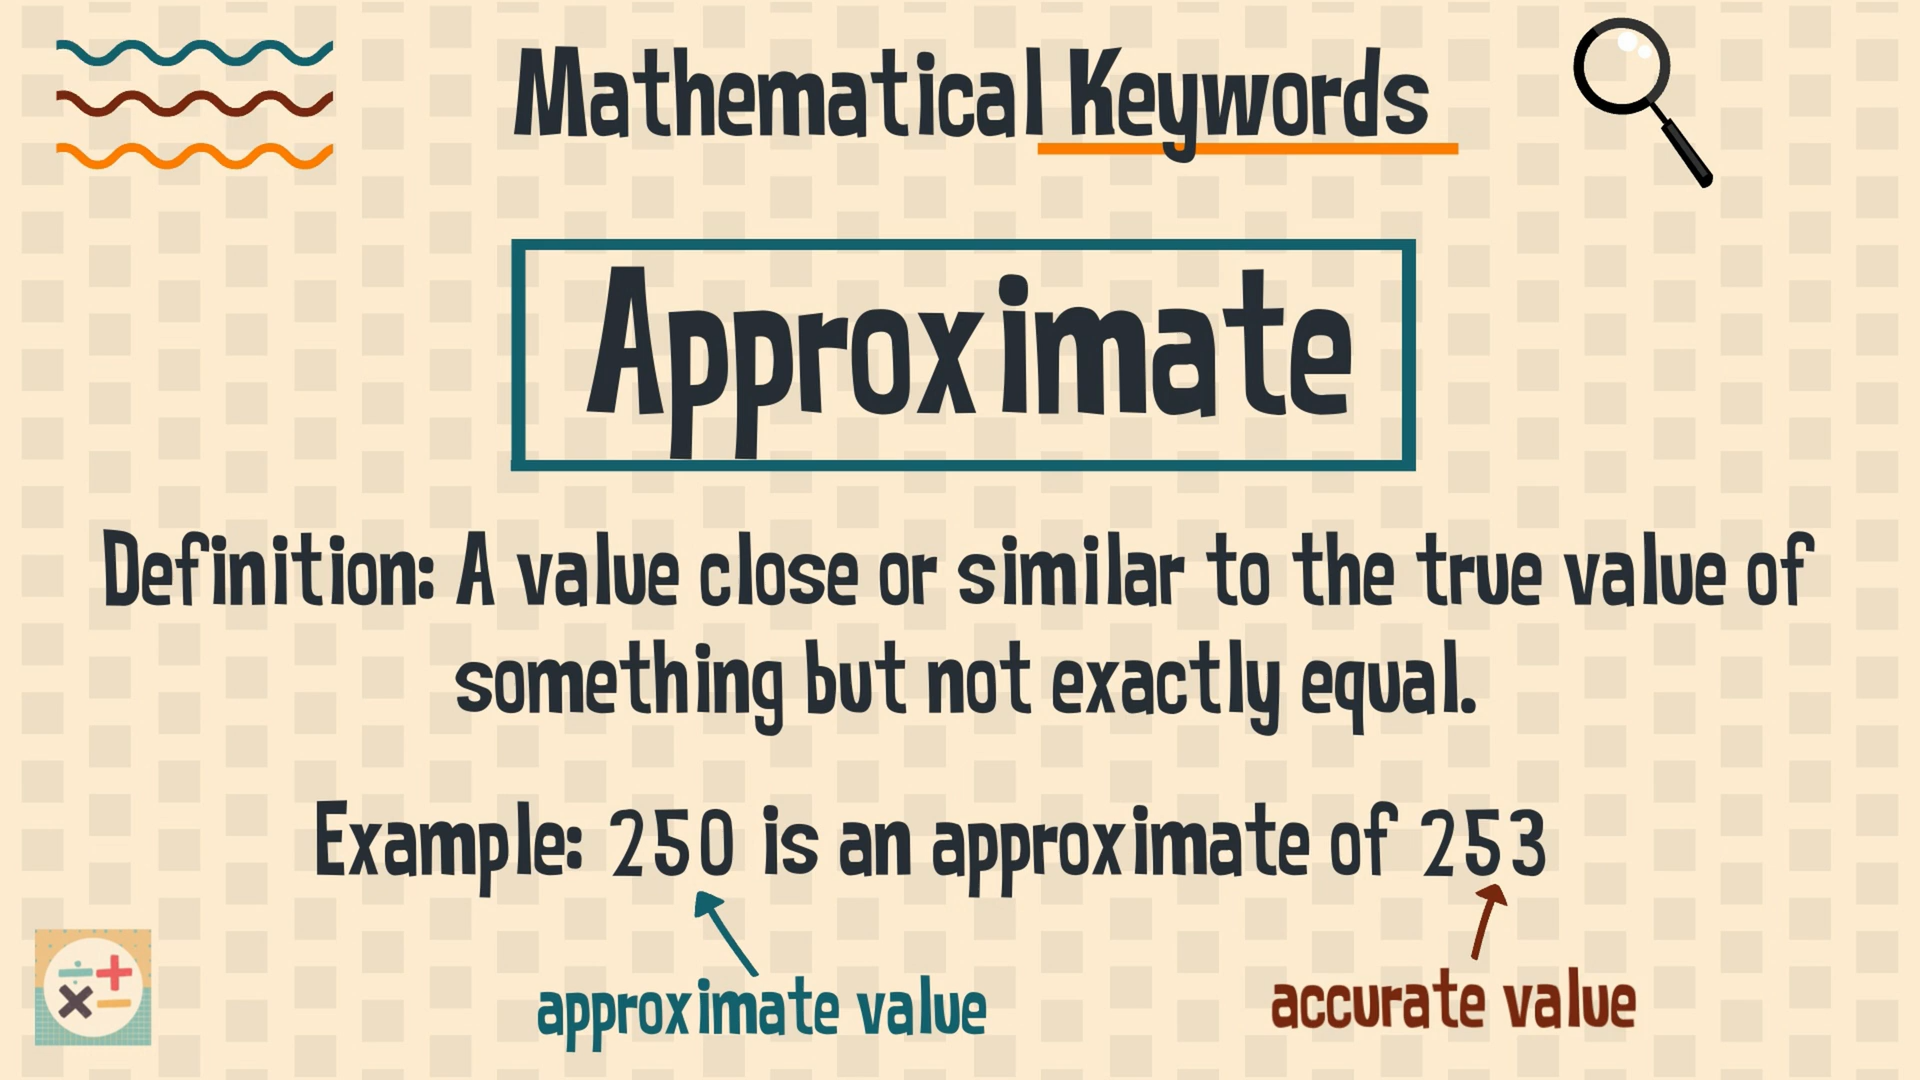 Mathematical Keywords
Approximate
Definition: A value close or similar to the true value of
something but not exactly equal.
Example: 250 is an approximate of 253
approximate value
accurate value